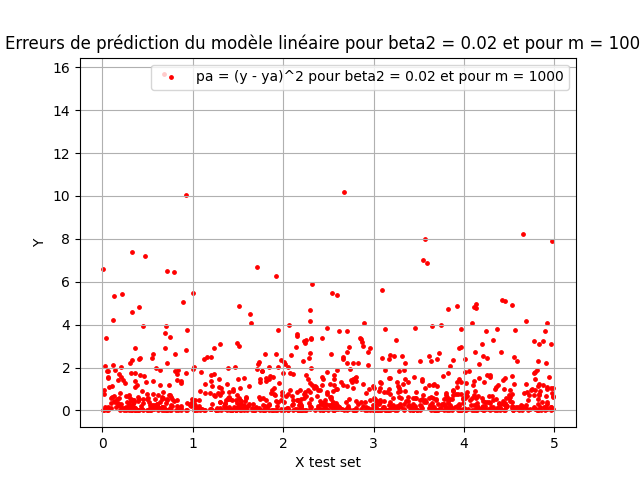 Erreurs de prédiction du modèle linéaire pour beta2 = 0.02 et pour m = 100
pa = (y - ya)^2 pour beta2 = 0.02 et pour m = 1000
16
14
12
10
8
6
4
2
0
Y
0 1 2 3 4 5
X test set